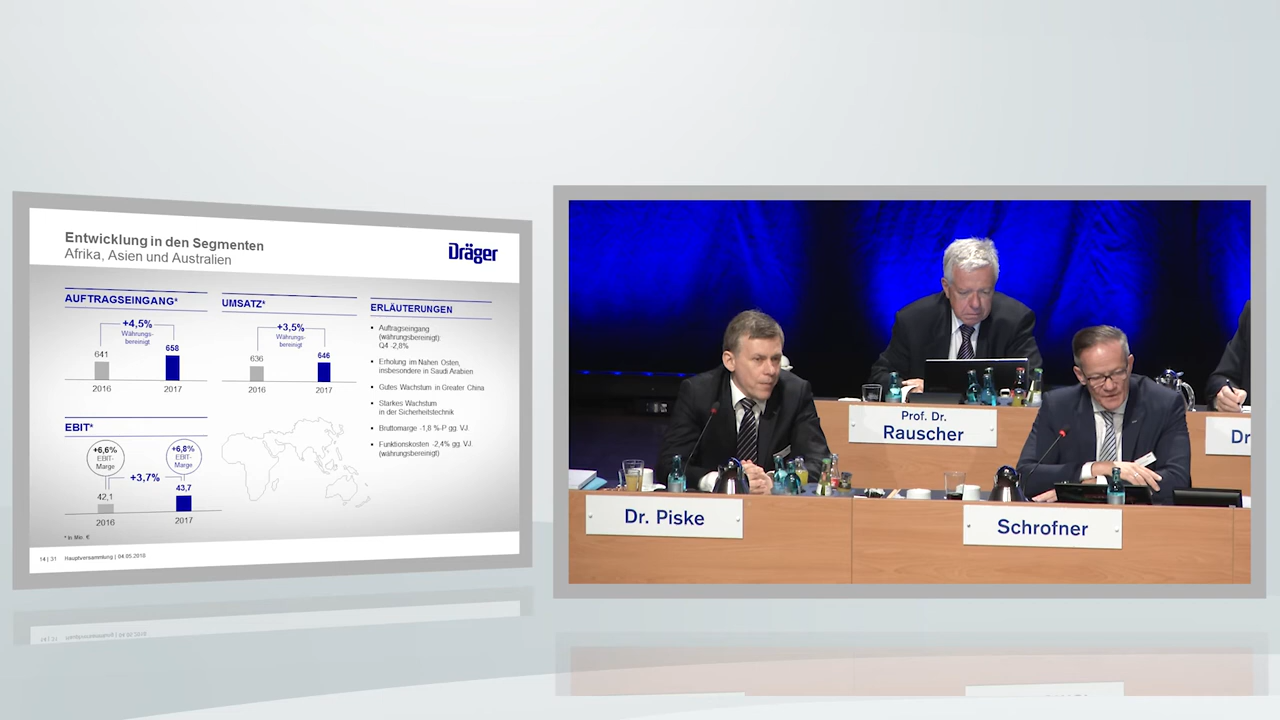 Entwicklung in den Segmenten
Afrika, Asien und Australien
Dräger
AUFTRAGSEINGANG*
+4,5%
Währungs-
bereinigt
641
658
2016
2017
UMSATZ*
+3,5%
Währungs-
bereinigt
636
646
2016
2017
ERLÄUTERUNGEN
• Auftragseingang
(währungsbereinigt):
Q4 -2,8%
• Erholung im Nahen Osten,
insbesondere in Saudi Arabien
• Gutes Wachstum in Greater China
• Starkes Wachstum
in der Sicherheitstechnik
• Bruttomarge -1,8 %-P gg. VJ.
• Funktionskosten -2,4% gg. VJ.
(währungsbereinigt)
EBIT*
+6,6%
EBIT-
Marge
+6,8%
EBIT-
Marge
+3,7%
42,1
43,7
2016
2017
* in Mio. €
14 | 31 Hauptversammlung | 04.05.2018
Prof. Dr.
Rauscher
Dr
Dr. Piske
Schrofner